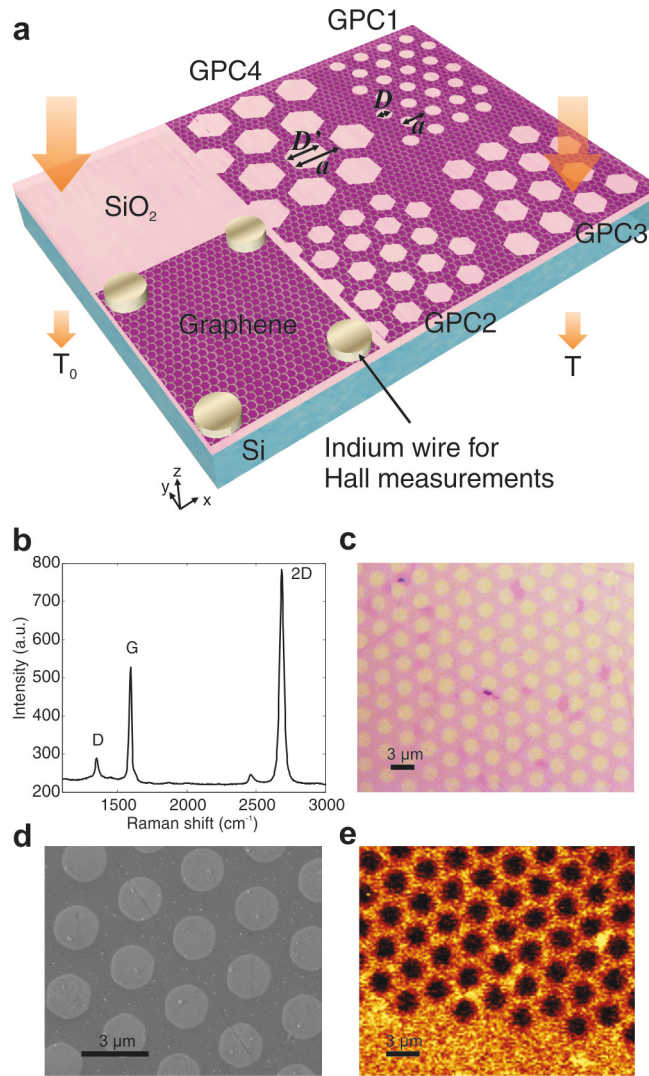 a
GPC1
GPC4
D
a
D'
a
SiO2
GPC3
Graphene
GPC2
T0
T
Si
Indium wire for
Hall measurements
z
y
x
b
800
700
600
500
400
300
200
Intensity (a.u.)
D
G
2D
1500
2000
2500
3000
Raman shift (cm-1)
c
3 µm
d
3 µm
e
3 µm